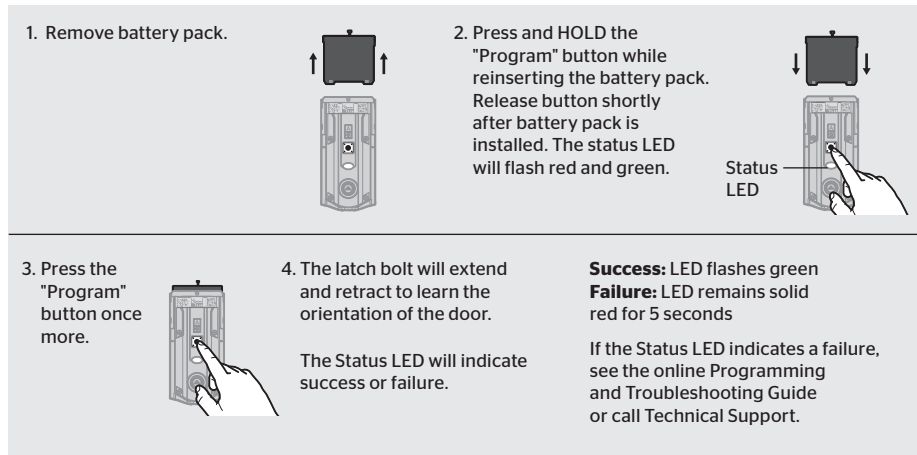 1. Remove battery pack.
2. Press and HOLD the
"Program" button while
reinserting the battery pack.
Release button shortly
after battery pack is
installed. The status LED
will flash red and green.
Status
LED
3. Press the
"Program"
button once
more.
4. The latch bolt will extend
and retract to learn the
orientation of the door.
The Status LED will indicate
success or failure.
Success: LED flashes green
Failure: LED remains solid
red for 5 seconds
If the Status LED indicates a failure,
see the online Programming
and Troubleshooting Guide
or call Technical Support.